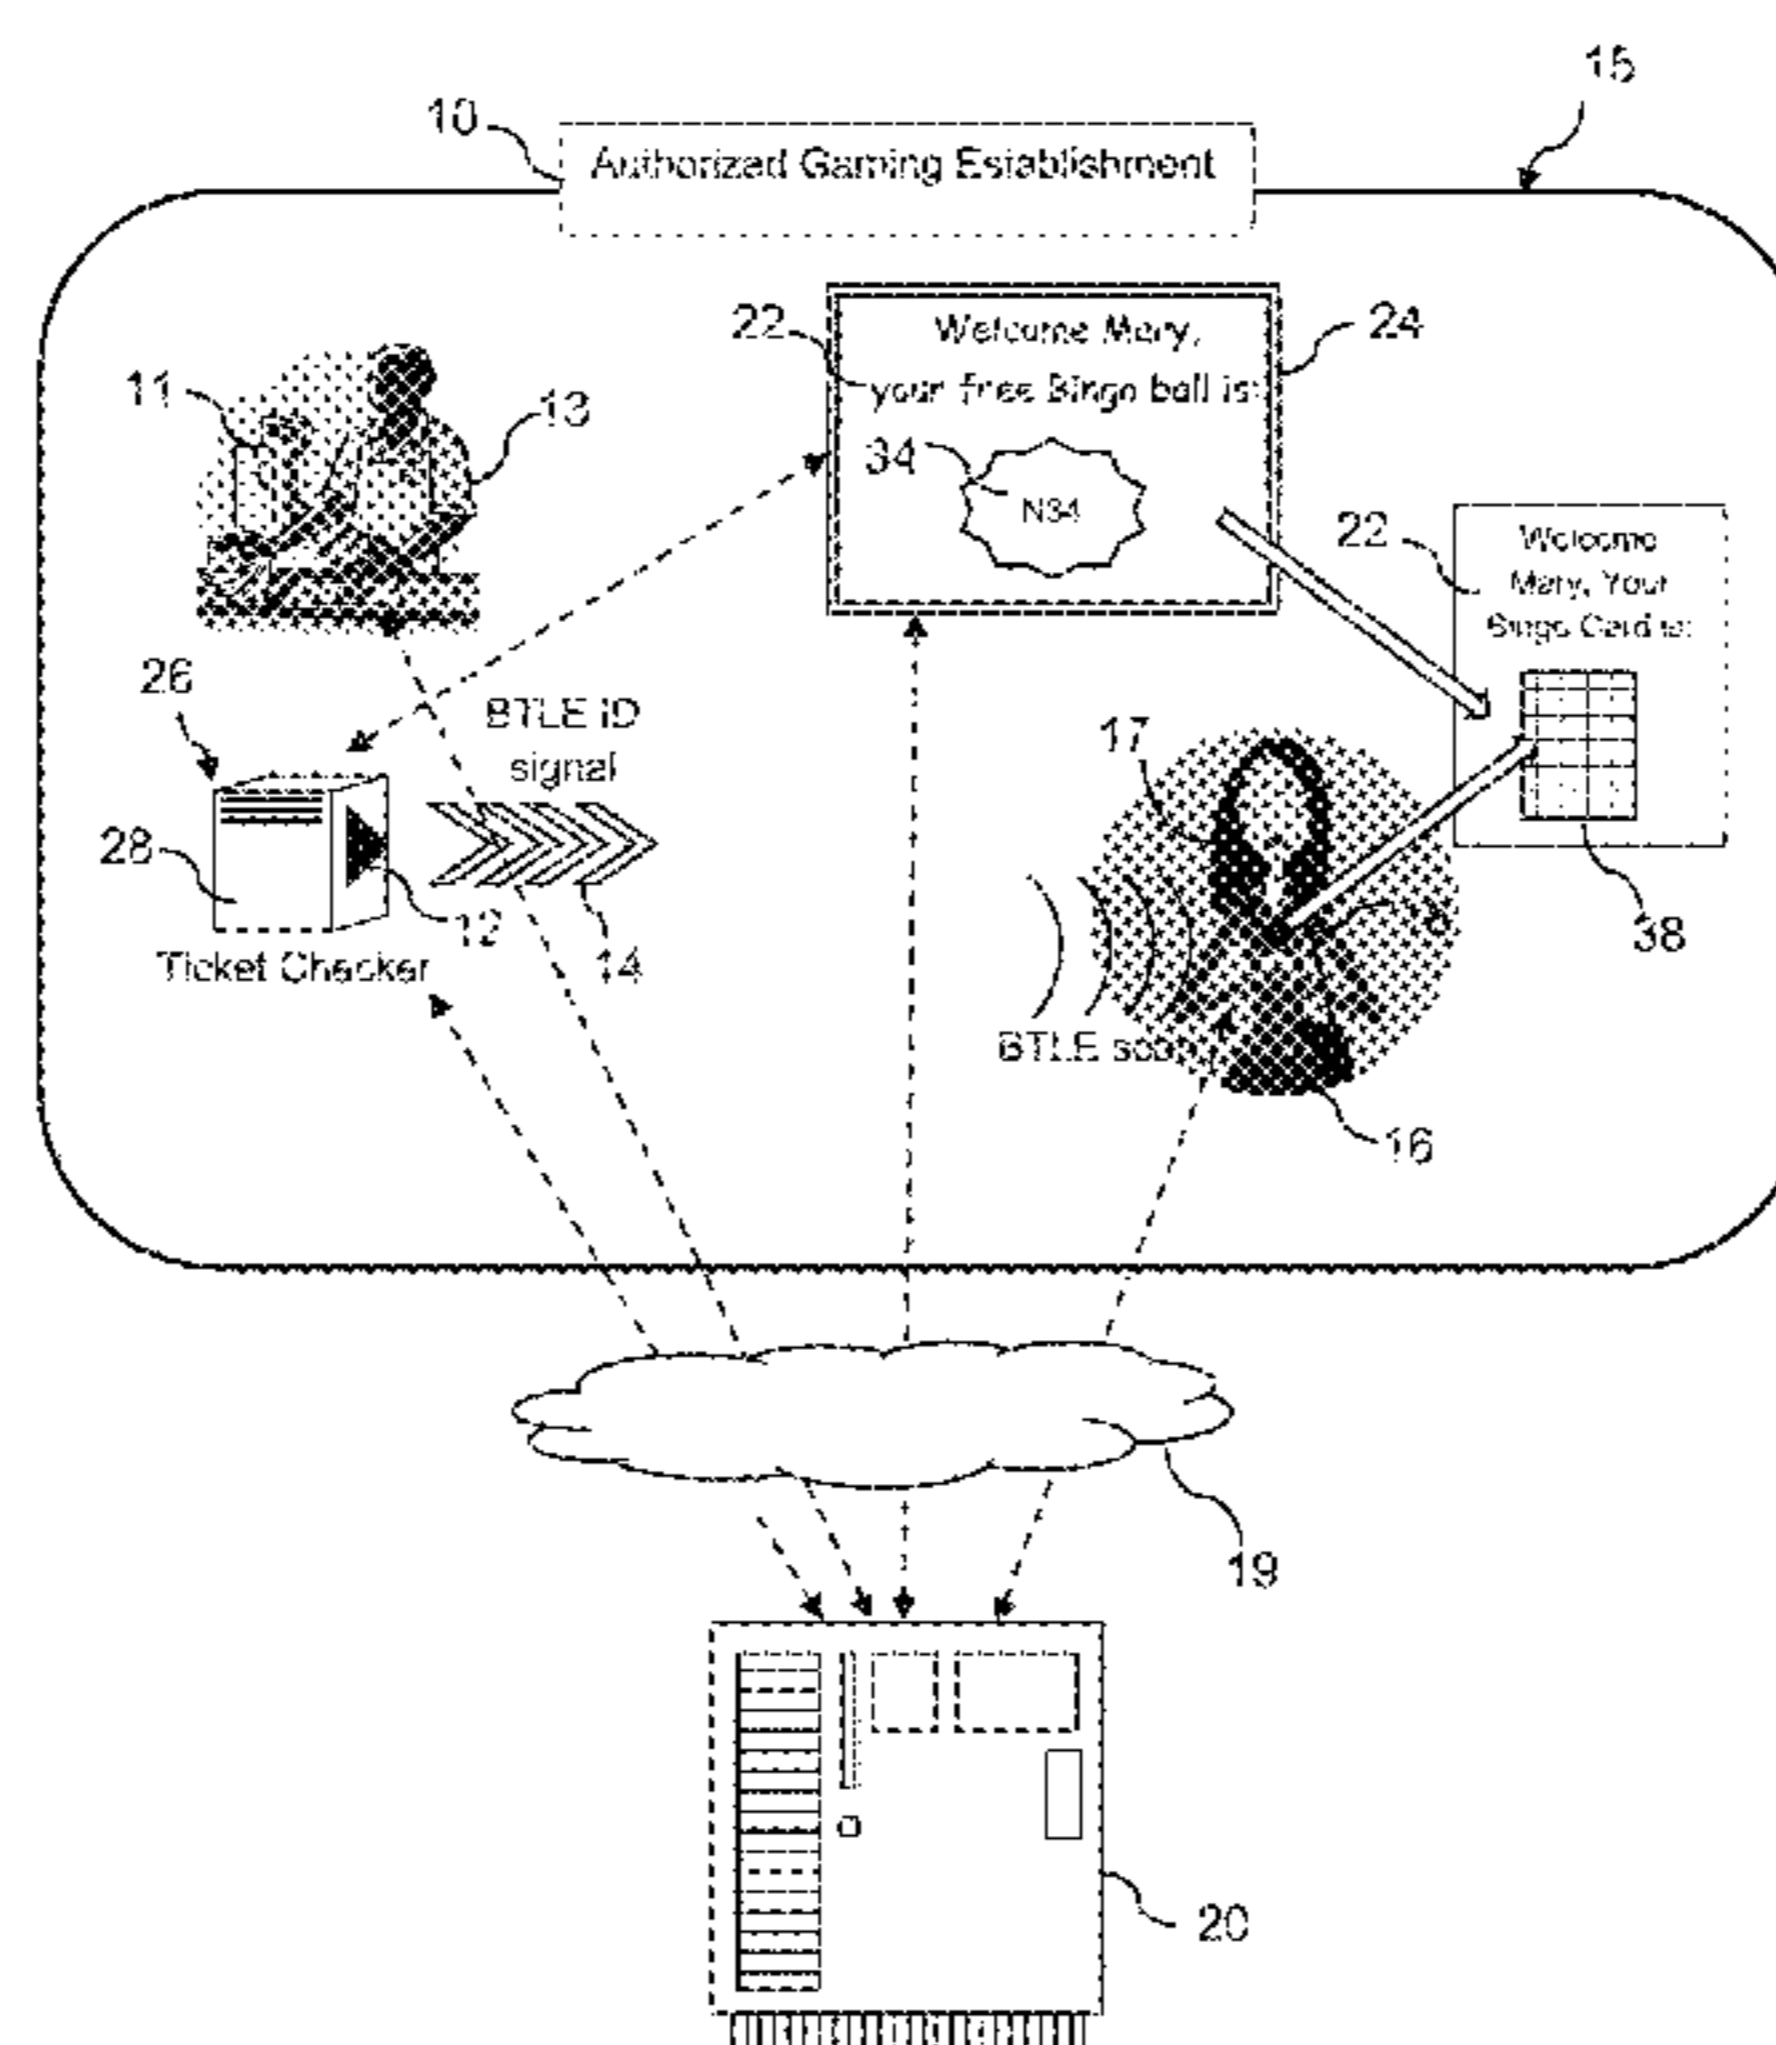 15
10
Authorized Gaming Establishment
22
Welcome Mary,
24
your free Bingo ball is:
11
13
34
N34
22
Welcome
Mary, Your
Bingo Card is:
26
BTLE ID
signal
17
28
12
14
38
Ticket Checker
BTLE
16
19
20